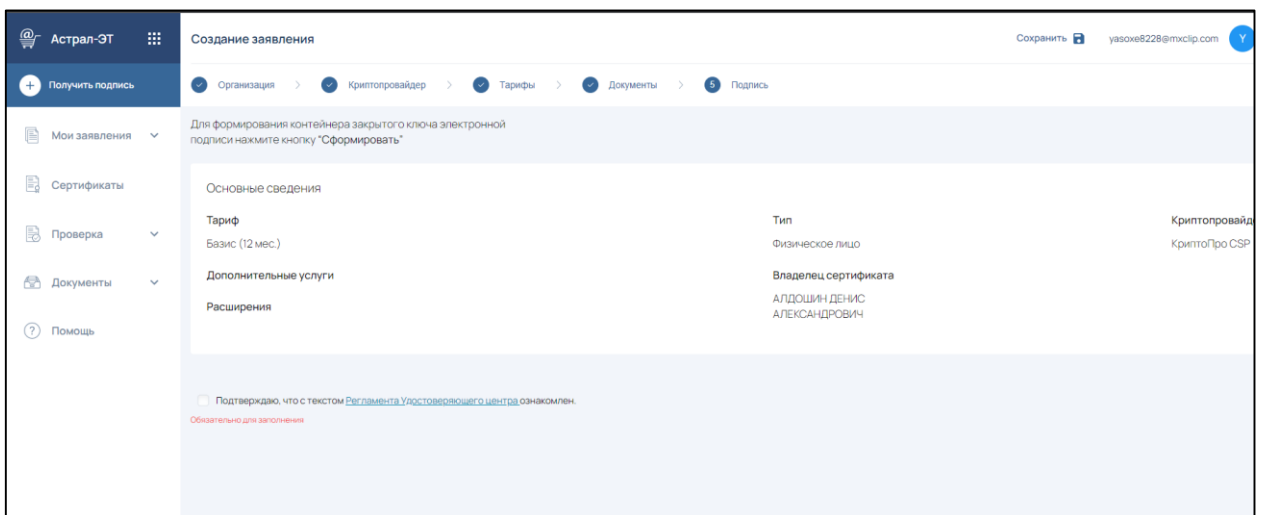 Астрал-ЭТ
Создание заявления
Сохранить
yasoxe8228@mxclip.com
Y
Получить подпись
Организация
Криптопровайдер
Тарифы
Документы
5 Подпись
Мои заявления
Сертификаты
Проверка
Документы
Помощь
Для формирования контейнера закрытого ключа электронной
подписи нажмите кнопку "Сформировать"
Основные сведения
Тариф
Базис (12 мес.)
Тип
Физическое лицо
Криптопровайд
КриптоПро CSP
Дополнительные услуги
Владелец сертификата
АЛДОШИН ДЕНИС
АЛЕКСАНДРОВИЧ
Расширения
Подтверждаю, что с текстом Регламента Удостоверяющего центра ознакомлен.
Обязательно для заполнения